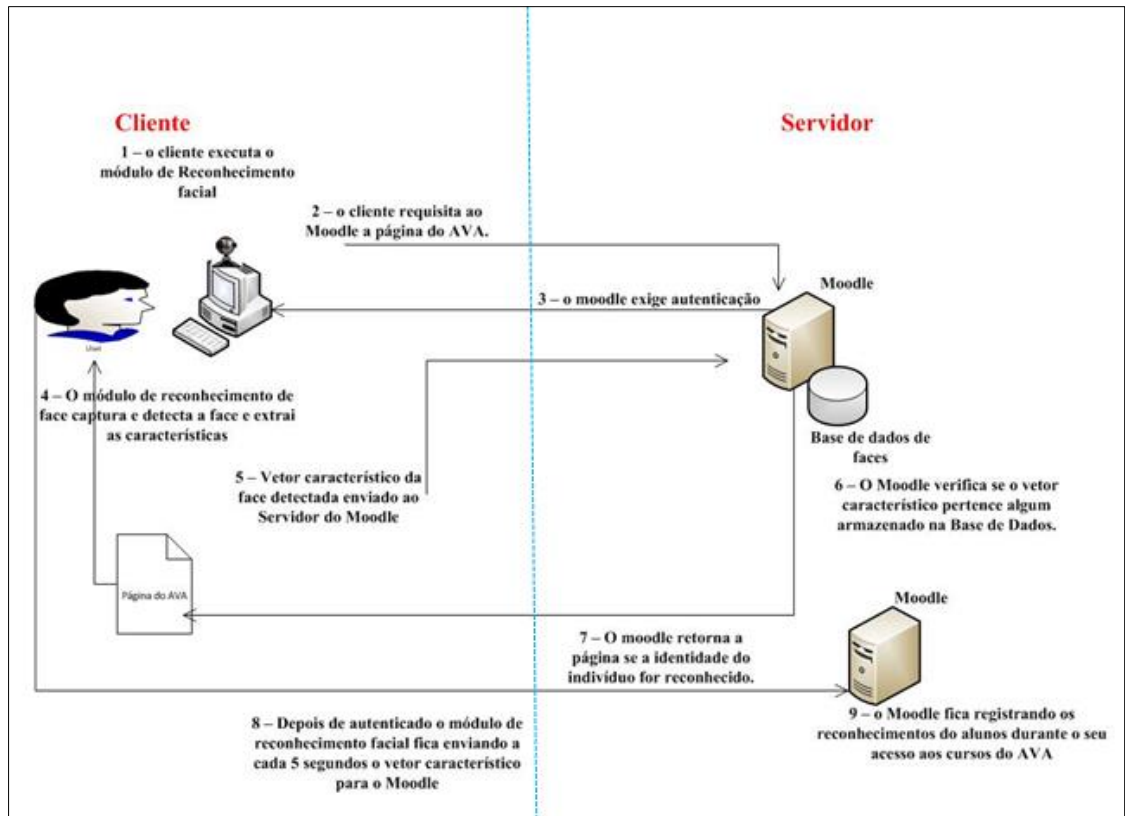 Cliente
Servidor
1 – o cliente executa o
módulo de Reconhecimento
facial
2 – o cliente requisita ao
Moodle a página do AVA.
3 – o moodle exige autenticação
Moodle
User
4 – O módulo de reconhecimento de
face captura e detecta a face e extrai
as características
Base de dados de
faces
5 – Vetor característico da
face detectada enviado ao
Servidor do Moodle
6 – O Moodle verifica se o vetor
característico pertence algum
armazenado na Base de Dados.
Página do AVA
Moodle
7 – O moodle retorna a
página se a identidade do
indivíduo for reconhecido.
8 – Depois de autenticado o módulo de
reconhecimento facial fica enviando a
cada 5 segundos o vetor característico
para o Moodle
9 – o Moodle fica registrando os
reconhecimentos do alunos durante o seu
acesso aos cursos do AVA